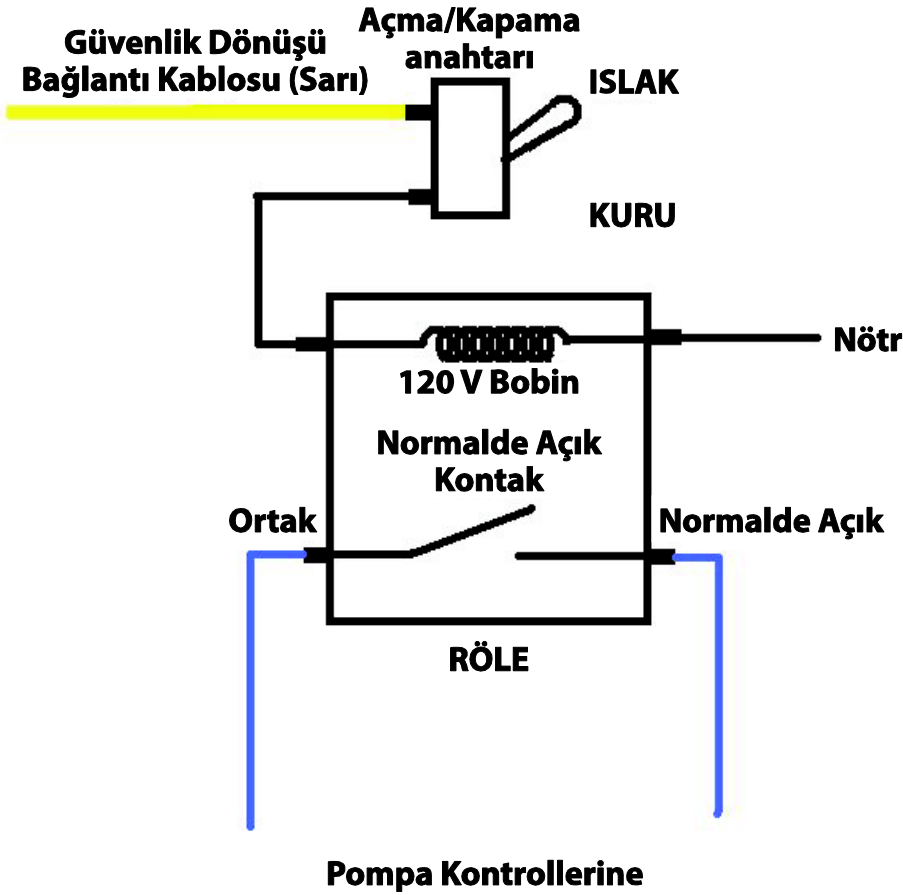 Açma/Kapama
anahtarı
Güvenlik Dönüşü
Bağlantı Kablosu (Sarı)
ISLAK
KURU
Nötr
120 V Bobin
Normalde Açık
Kontak
Ortak
Normalde Açık
RÖLE
Pompa Kontrollerine